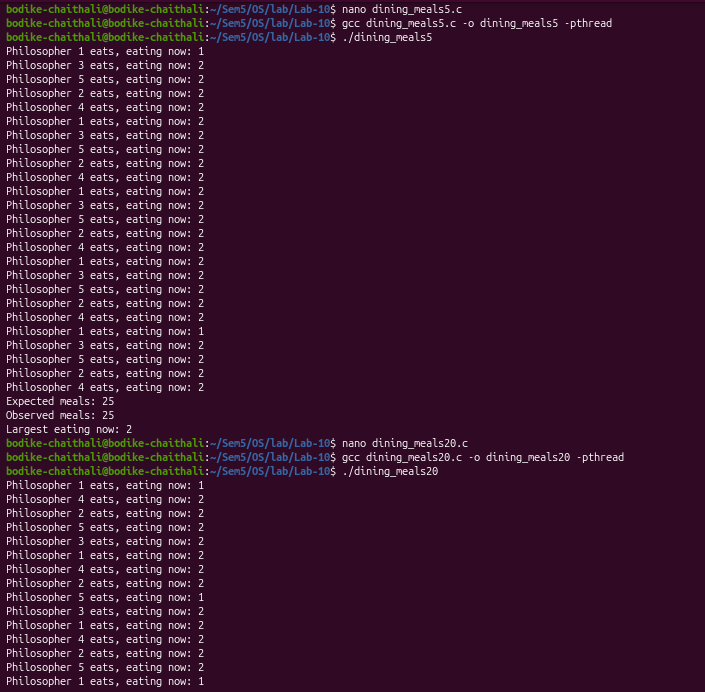 bodike-chaithali@bodike-chaithali:~/Sem5/OS/lab/Lab-10$ nano dining_meals5.c
bodike-chaithali@bodike-chaithali:~/Sem5/OS/lab/Lab-10$ gcc dining_meals5.c -o dining_meals5 -pthread
bodike-chaithali@bodike-chaithali:~/Sem5/OS/lab/Lab-10$ ./dining_meals5
Philosopher 1 eats, eating now: 1
Philosopher 3 eats, eating now: 2
Philosopher 5 eats, eating now: 2
Philosopher 2 eats, eating now: 2
Philosopher 4 eats, eating now: 2
Philosopher 1 eats, eating now: 2
Philosopher 3 eats, eating now: 2
Philosopher 5 eats, eating now: 2
Philosopher 2 eats, eating now: 2
Philosopher 4 eats, eating now: 2
Philosopher 1 eats, eating now: 2
Philosopher 3 eats, eating now: 2
Philosopher 5 eats, eating now: 2
Philosopher 2 eats, eating now: 2
Philosopher 4 eats, eating now: 2
Philosopher 1 eats, eating now: 2
Philosopher 3 eats, eating now: 2
Philosopher 5 eats, eating now: 2
Philosopher 2 eats, eating now: 2
Philosopher 4 eats, eating now: 2
Philosopher 1 eats, eating now: 1
Philosopher 3 eats, eating now: 2
Philosopher 5 eats, eating now: 2
Philosopher 2 eats, eating now: 2
Philosopher 4 eats, eating now: 2
Expected meals: 25
Observed meals: 25
Largest eating now: 2
bodike-chaithali@bodike-chaithali:~/Sem5/OS/lab/Lab-10$ nano dining_meals20.c
bodike-chaithali@bodike-chaithali:~/Sem5/OS/lab/Lab-10$ gcc dining_meals20.c -o dining_meals20 -pthread
bodike-chaithali@bodike-chaithali:~/Sem5/OS/lab/Lab-10$ ./dining_meals20
Philosopher 1 eats, eating now: 1
Philosopher 4 eats, eating now: 2
Philosopher 2 eats, eating now: 2
Philosopher 5 eats, eating now: 2
Philosopher 3 eats, eating now: 2
Philosopher 1 eats, eating now: 2
Philosopher 4 eats, eating now: 2
Philosopher 2 eats, eating now: 2
Philosopher 5 eats, eating now: 1
Philosopher 3 eats, eating now: 2
Philosopher 1 eats, eating now: 2
Philosopher 4 eats, eating now: 2
Philosopher 2 eats, eating now: 2
Philosopher 5 eats, eating now: 2
Philosopher 1 eats, eating now: 1